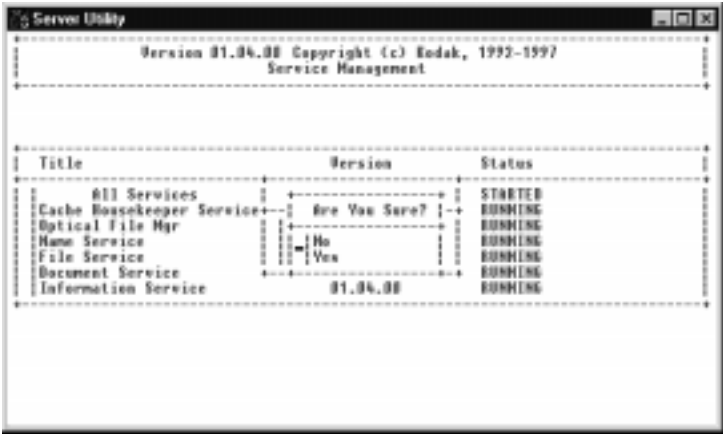 Server Utility
Version 01.04.00 Copyright (c) Kodak, 1992-1997
Service Management
Title Version Status
All Services STARTED
Cache Housekeeper Service Are You Sure? RUNNING
Optical File Mgr RUNNING
Name Service No RUNNING
File Service Yes RUNNING
Document Service RUNNING
Information Service 01.04.00 RUNNING